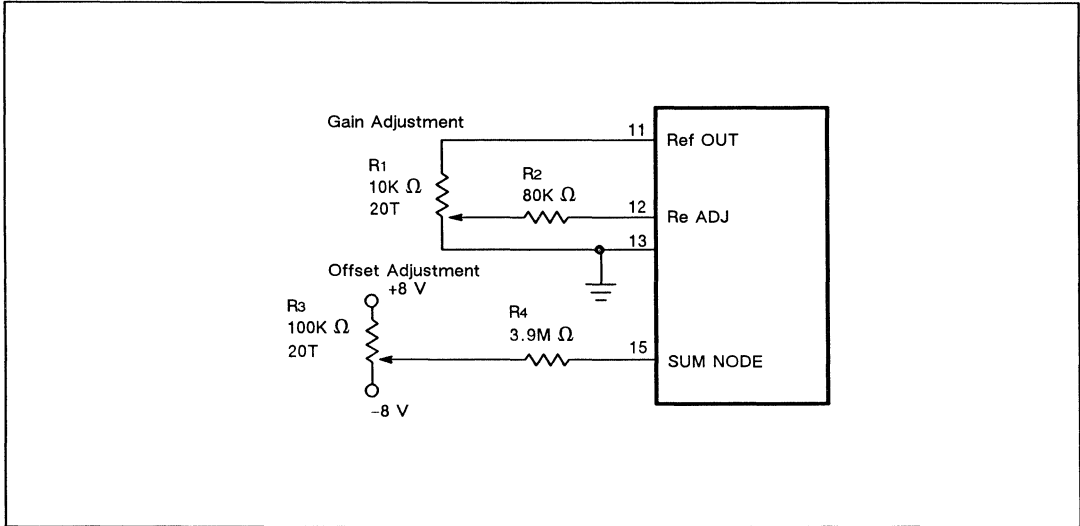 Gain Adjustment
11
Ref OUT
R1
10K Ω
20T
R2
80K Ω
12
Re ADJ
13
Offset Adjustment
+8 V
R3
100K Ω
20T
R4
3.9M Ω
15
SUM NODE
–8 V